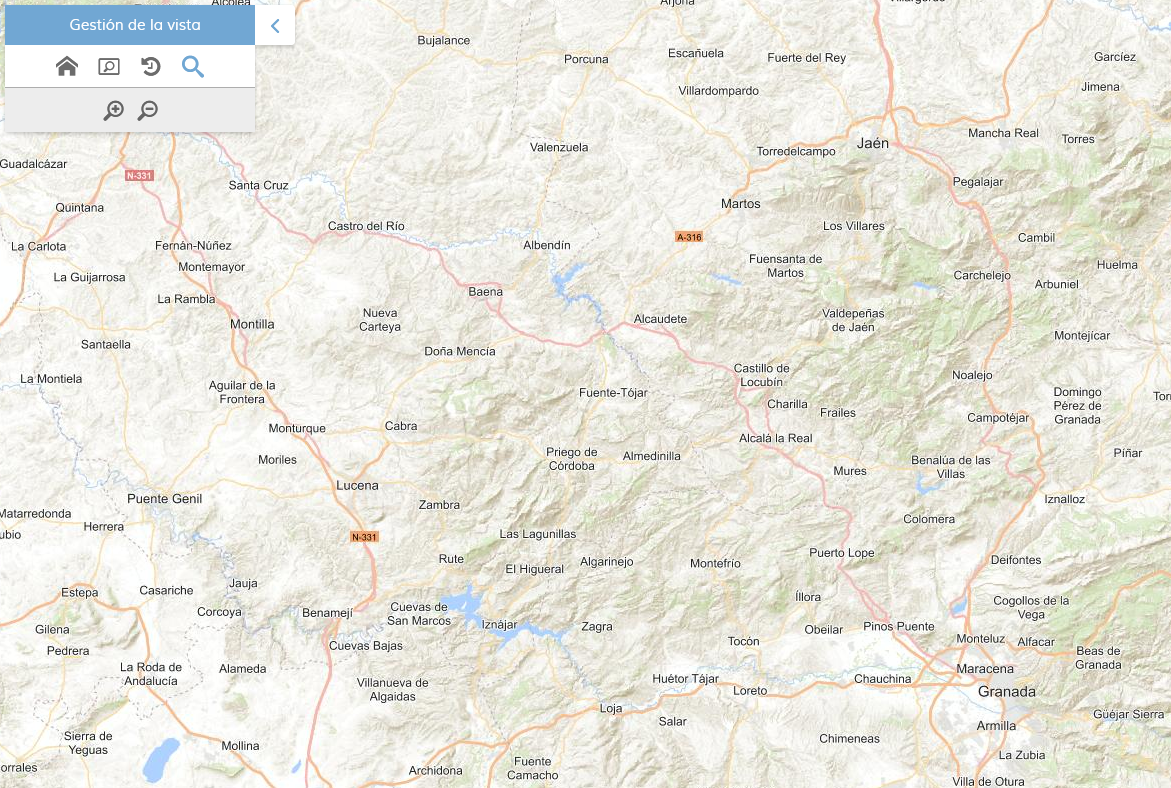 Alcolea
Arjona
Gestión de la vista
Bujalance
Porcuna
Escañuela
Fuerte del Rey
Garcíez
Villardompardo
Jimena
Valenzuela
Torredelcampo
Jaén
Mancha Real
Torres
Guadalcázar
N-331
Santa Cruz
Pegalajar
Quintana
Martos
Castro del Río
Los Villares
La Carlota
Fernán-Núñez
Albendín
A-316
Cambil
Montemayor
Fuensanta de
Martos
Huelma
La Guijarrosa
Carchelejo
Arbuniel
La Rambla
Baena
Nueva
Carteya
Montilla
Alcaudete
Valdepeñas
de Jaén
Montejícar
Santaella
Doña Mencía
La Montiela
Aguilar de la
Frontera
Fuente-Tójar
Castillo de
Locubín
Noalejo
Domingo
Pérez de
Granada
Charilla
Frailes
Campotéjar
Monturque
Cabra
Alcalá la Real
Moriles
Priego de
Córdoba
Almedinilla
Benalúa de las
Villas
Píñar
Mures
Lucena
Puente Genil
Zambra
Iznalloz
Matarredonda
Herrera
Colomera
Las Lagunillas
N-331
Rute
El Higueral
Algarinejo
Montefrío
Puerto Lope
Deifontes
Estepa
Casariche
Jauja
Íllora
Cogollos de la
Vega
Corcoya
Benamejí
Cuevas de
San Marcos
Iznájar
Zagra
Obeilar
Pinos Puente
Gilena
Pedrera
Cuevas Bajas
Tocón
Monteluz
Alfacar
Beas de
Granada
La Roda de
Andalucía
Alameda
Villanueva de
Algaidas
Huétor Tájar
Loreto
Chauchina
Maracena
Granada
Loja
Salar
Armilla
Güéjar Sierra
Sierra de
Yeguas
Mollina
Chimeneas
La Zubia
Archidona
Fuente
Camacho
Villa de Otura